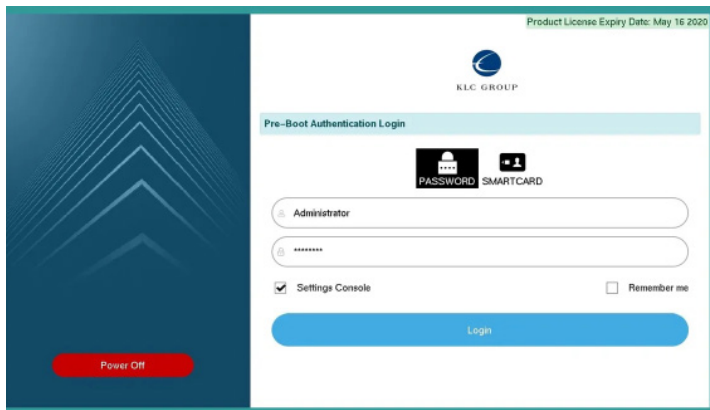 Product License Expiry Date: May 16 2020
KLC GROUP
Pre-Boot Authentication Login
PASSWORD SMARTCARD
Administrator
********
Settings Console
Remember me
Login
Power Off